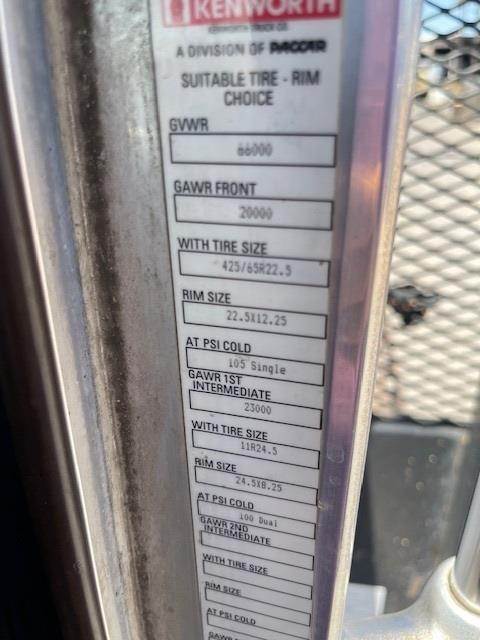 KENWORTH
KENWORTH TRUCK CO.
A DIVISION OF PACCAR
SUITABLE TIRE - RIM
CHOICE
GVWR
66000
GAWR FRONT
20000
WITH TIRE SIZE
425/65R22.5
RIM SIZE
22.5X12.25
AT PSI COLD
105 Single
GAWR 1ST
INTERMEDIATE
23000
WITH TIRE SIZE
11R24.5
RIM SIZE
24.5X8.25
AT PSI COLD
100 Dual
GAWR 2ND
INTERMEDIATE
WITH TIRE SIZE
RIM SIZE
AT PSI COLD